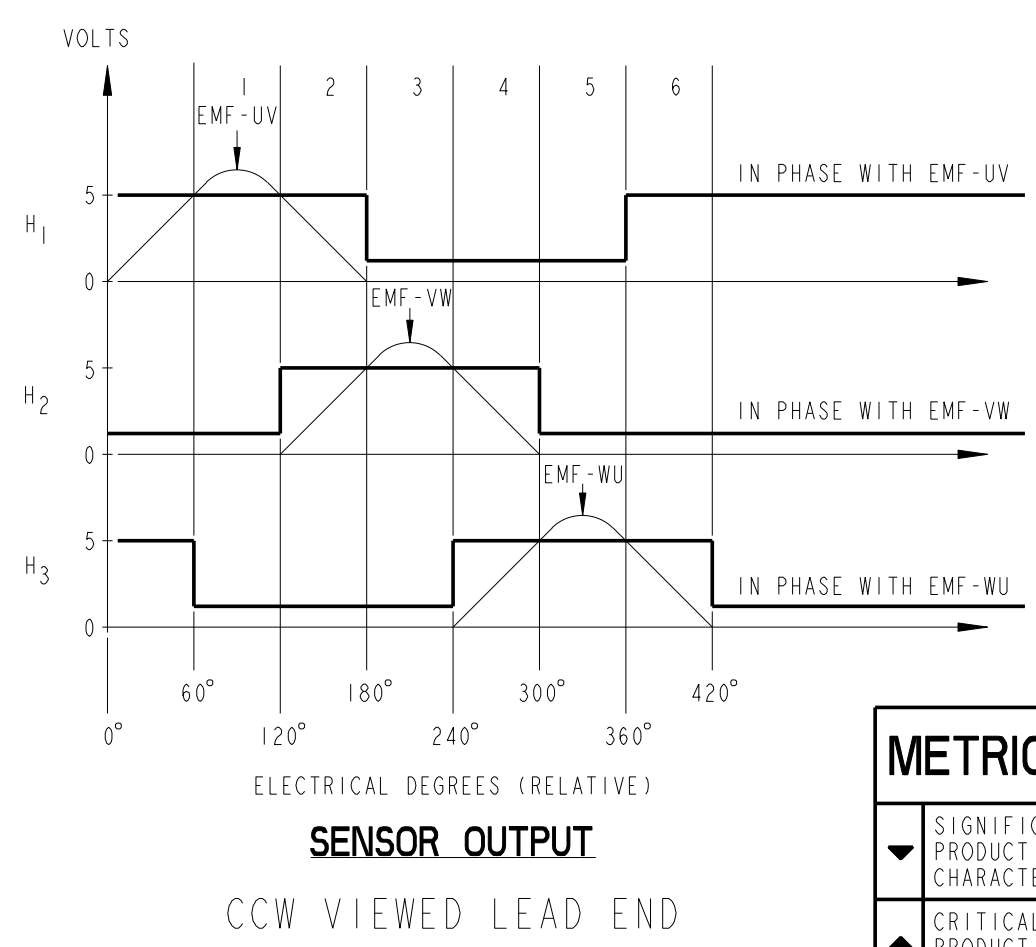 VOLTS
1 2 3 4 5 6
EMF-UV
IN PHASE WITH EMF-UV
5
H1
0
EMF-VW
5
H2
IN PHASE WITH EMF-VW
0
EMF-WU
5
H3
IN PHASE WITH EMF-WU
0
60° 180° 300° 420°
0° 120° 240° 360°
ELECTRICAL DEGREES (RELATIVE)
SENSOR OUTPUT
CCW VIEWED LEAD END
METRIC
SIGNIFIC
PRODUCT
CHARACTE
CRITICAL
PRODUCT